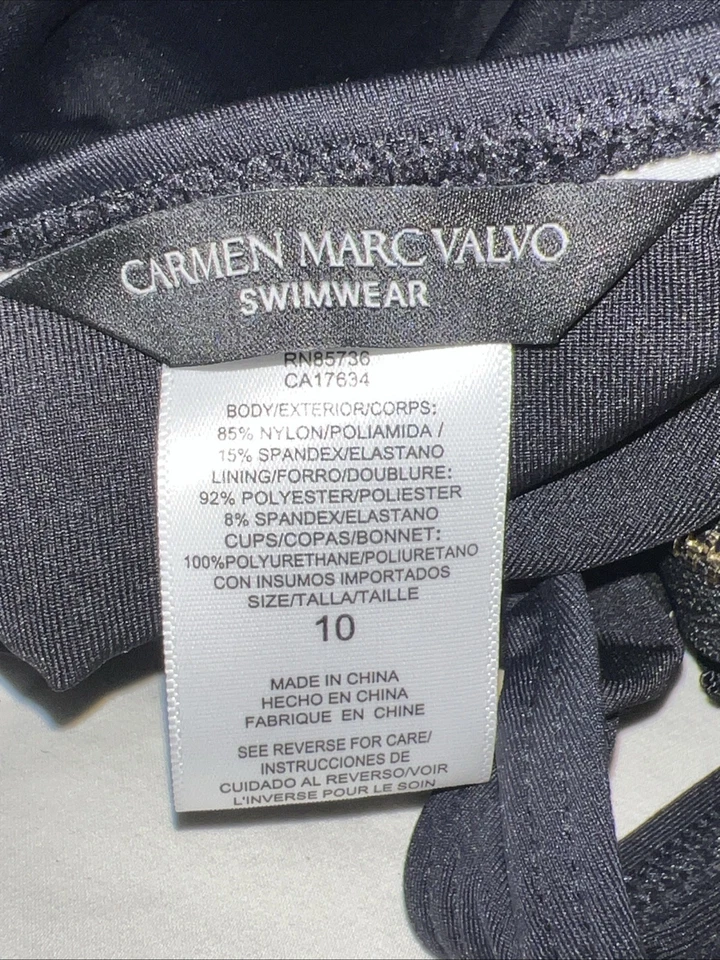 CARMEN MARC VALVO
SWIMWEAR
RN85736
CA17634
BODY/EXTERIOR/CORPS:
85% NYLON/POLIAMIDA /
15% SPANDEX/ELASTANO
LINING/FORRO/DOUBLURE:
92% POLYESTER/POLIESTER
8% SPANDEX/ELASTANO
CUPS/COPAS/BONNET:
100%POLYURETHANE/POLIURETANO
CON INSUMOS IMPORTADOS
SIZE/TALLA/TAILLE
10
MADE IN CHINA
HECHO EN CHINA
FABRIQUE EN CHINE
SEE REVERSE FOR CARE/
INSTRUCCIONES DE
CUIDADO AL REVERSO/VOIR
L'INVERSE POUR LE SOIN